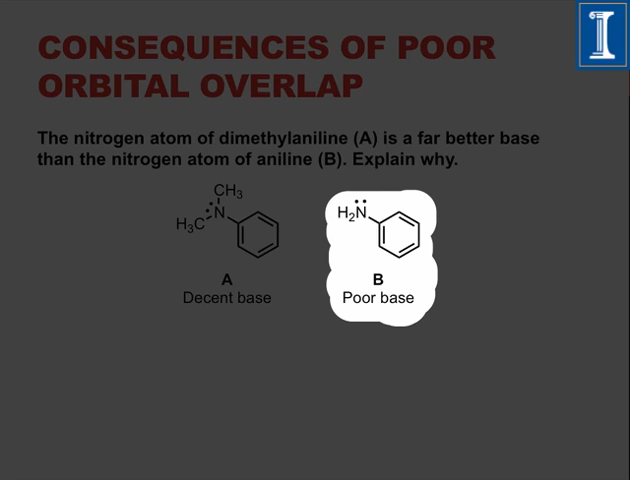 CONSEQUENCES OF POOR
ORBITAL OVERLAP
The nitrogen atom of dimethylaniline (A) is a far better base
than the nitrogen atom of aniline (B). Explain why.
CH₃
N
H₃C
H₂N
A
Decent base
B
Poor base
I